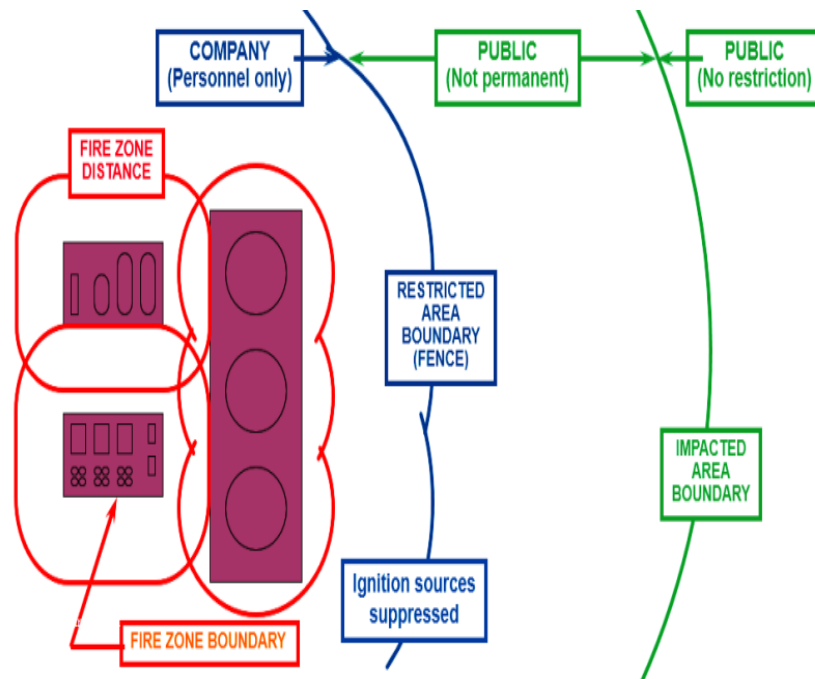 COMPANY
(Personnel only)
PUBLIC
(Not permanent)
PUBLIC
(No restriction)
FIRE ZONE
DISTANCE
RESTRICTED
AREA
BOUNDARY
(FENCE)
IMPACTED
AREA
BOUNDARY
Ignition sources
suppressed
FIRE ZONE BOUNDARY